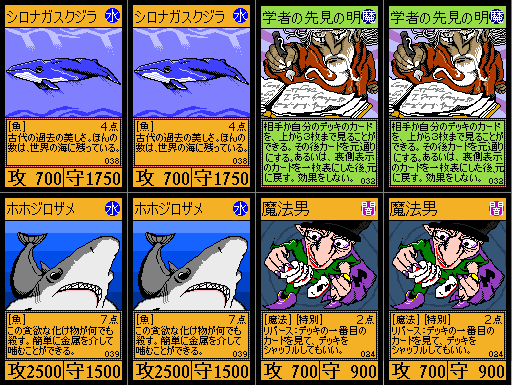 シロナガスクジラ 水
[魚] 4点
古代の過去の美しさ。ほんの
数は、世界の海に残っている。
038
攻 700 守1750
シロナガスクジラ 水
[魚] 4点
古代の過去の美しさ。ほんの
数は、世界の海に残っている。
038
攻 700 守1750
学者の先見の明
相手か自分のデッキのカード
を、上から3枚まで見ることが
できる。その後カードを元通り
にする。あるいは、裏側表示
のカードを一枚表にした後、元
に戻す。効果をしない。
033
学者の先見の明
相手か自分のデッキのカード
を、上から3枚まで見ることが
できる。その後カードを元通り
にする。あるいは、裏側表示
のカードを一枚表にした後、元
に戻す。効果をしない。
033
ホホジロザメ 水
[魚] 7点
この貪欲な化け物が何でも
殺す。簡単に金属を介して
噛むことができる。
039
攻2500 守1500
ホホジロザメ 水
[魚] 7点
この貪欲な化け物が何でも
殺す。簡単に金属を介して
噛むことができる。
039
攻2500 守1500
魔法男 闇
[魔法] [特別] 2点
リバース:デッキの一番目の
カードを見て、デッキを
シャッフルしてもいい。
034
攻 700 守 900
魔法男 闇
[魔法] [特別] 2点
リバース:デッキの一番目の
カードを見て、デッキを
シャッフルしてもいい。
034
攻 700 守 900